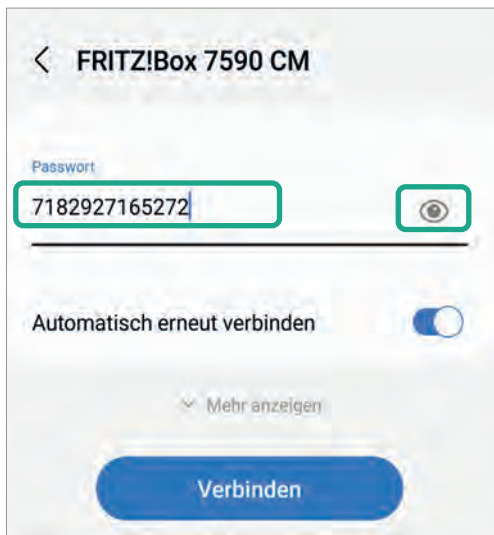 FRITZ!Box 7590 CM
Passwort
7182927165272
Automatisch erneut verbinden
Mehr anzeigen
Verbinden